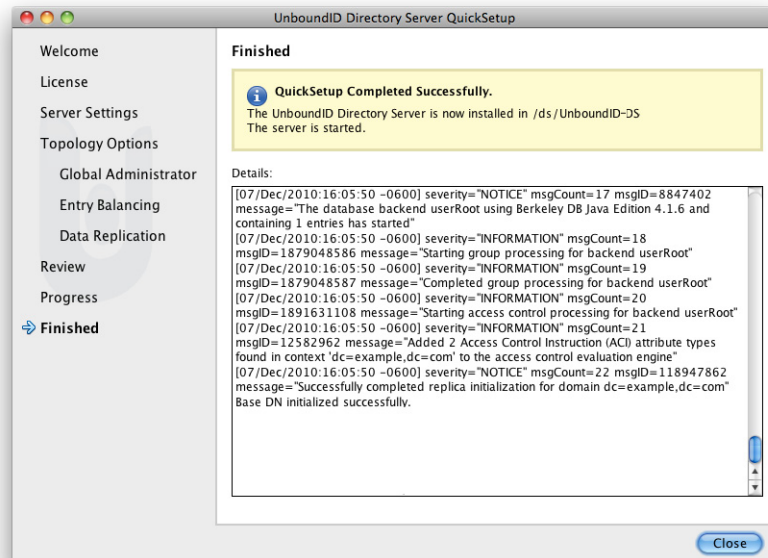 UnboundID Directory Server QuickSetup
Welcome
License
Server Settings
Topology Options
Global Administrator
Entry Balancing
Data Replication
Review
Progress
Finished
Finished
QuickSetup Completed Successfully.
The UnboundID Directory Server is now installed in /ds/UnboundID-DS
The server is started.
Details:
[07/Dec/2010:16:05:50 -0600] severity="NOTICE" msgCount=17 msgID=8847402
message="The database backend userRoot using Berkeley DB Java Edition 4.1.6 and
containing 1 entries has started"
[07/Dec/2010:16:05:50 -0600] severity="INFORMATION" msgCount=18
msgID=1879048586 message="Starting group processing for backend userRoot"
[07/Dec/2010:16:05:50 -0600] severity="INFORMATION" msgCount=19
msgID=1879048587 message="Completed group processing for backend userRoot"
[07/Dec/2010:16:05:50 -0600] severity="INFORMATION" msgCount=20
msgID=1891631108 message="Starting access control processing for backend userRoot"
[07/Dec/2010:16:05:50 -0600] severity="INFORMATION" msgCount=21
msgID=12582962 message="Added 2 Access Control Instruction (ACI) attribute types
found in context 'dc=example,dc=com' to the access control evaluation engine"
[07/Dec/2010:16:05:50 -0600] severity="NOTICE" msgCount=22 msgID=118947862
message="Successfully completed replica initialization for domain dc=example,dc=com"
Base DN initialized successfully.
Close